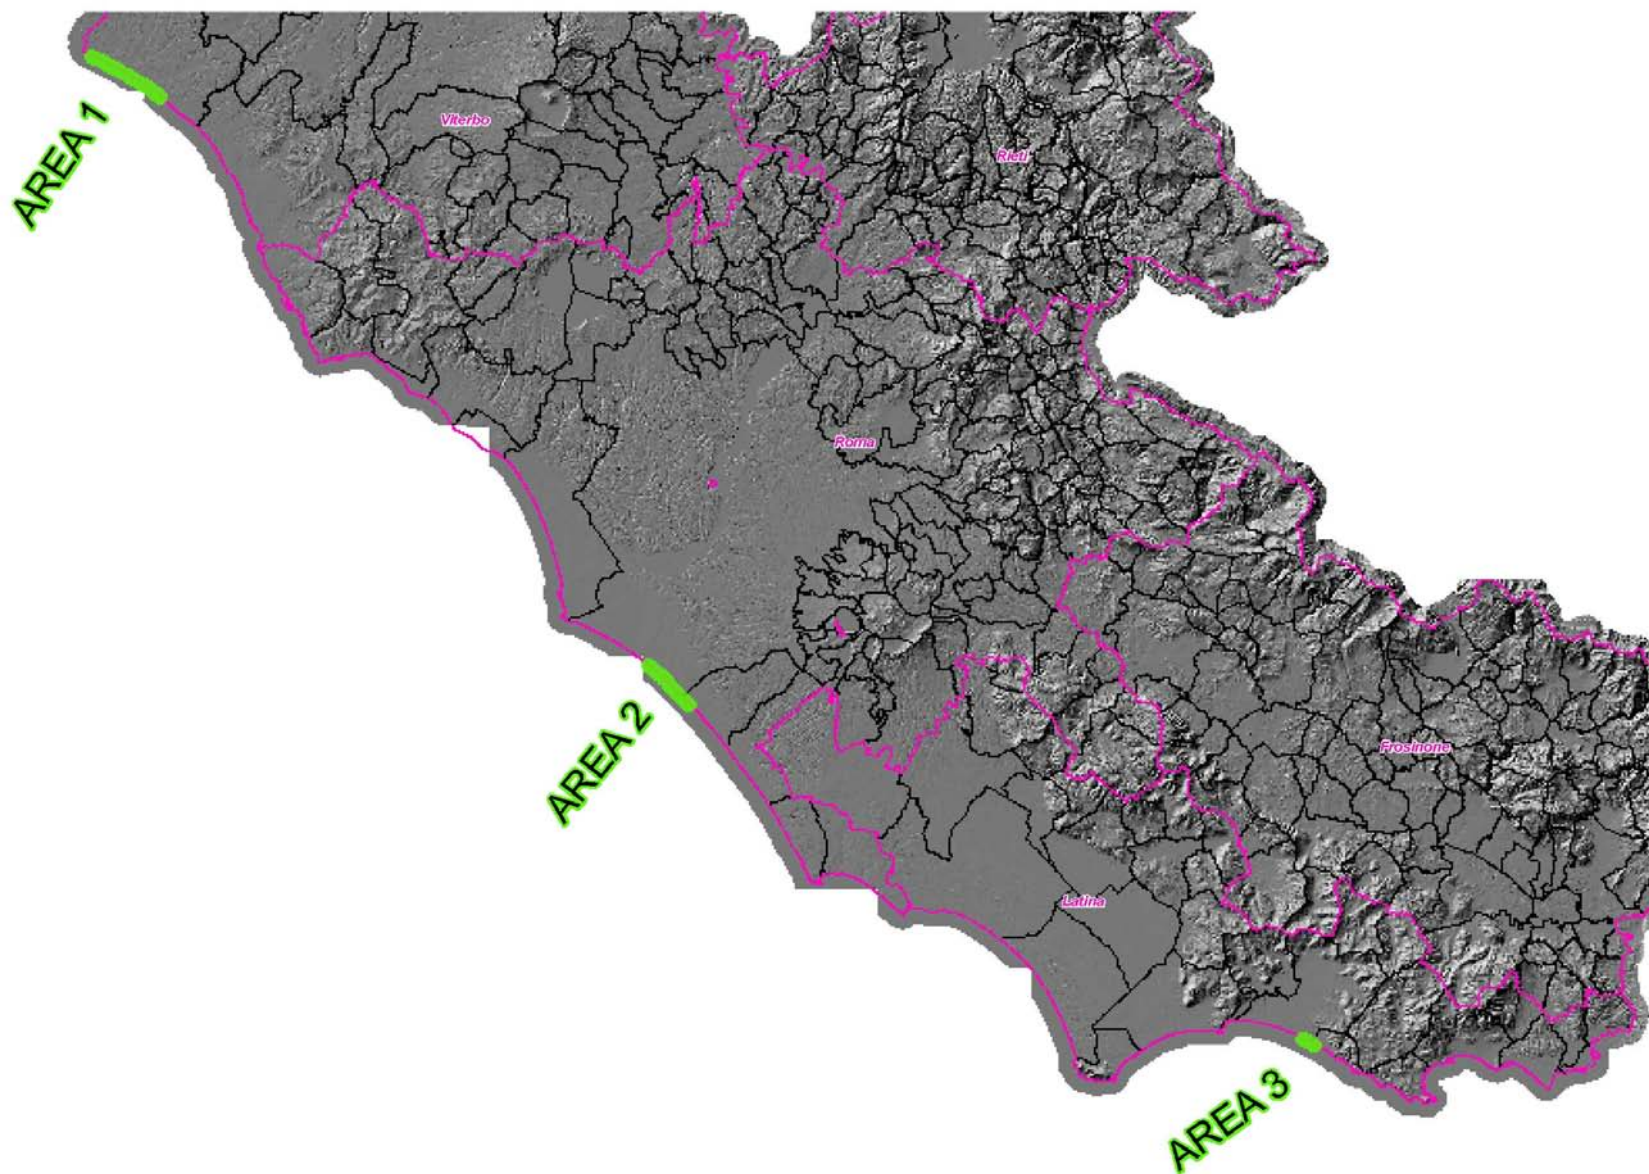 AREA 1
Viterbo
Rieti
Roma
AREA 2
Frosinone
Latina
AREA 3